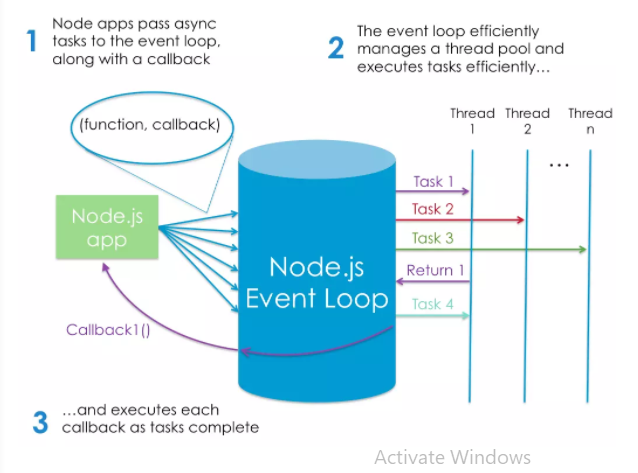 1
Node apps pass async
tasks to the event loop,
along with a callback
2
The event loop efficiently
manages a thread pool and
executes tasks efficiently…
(function, callback)
Thread
1
Thread
2
Thread
n
...
Node.js
app
Task 1
Task 2
Task 3
Return 1
Task 4
Node.js
Event Loop
Callback1()
3
…and executes each
callback as tasks complete
Activate Windows